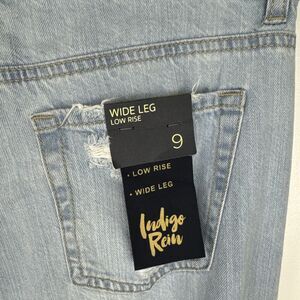 WIDE LEG
LOW RISE
9
• LOW RISE
• WIDE LEG
Indigo
Rein